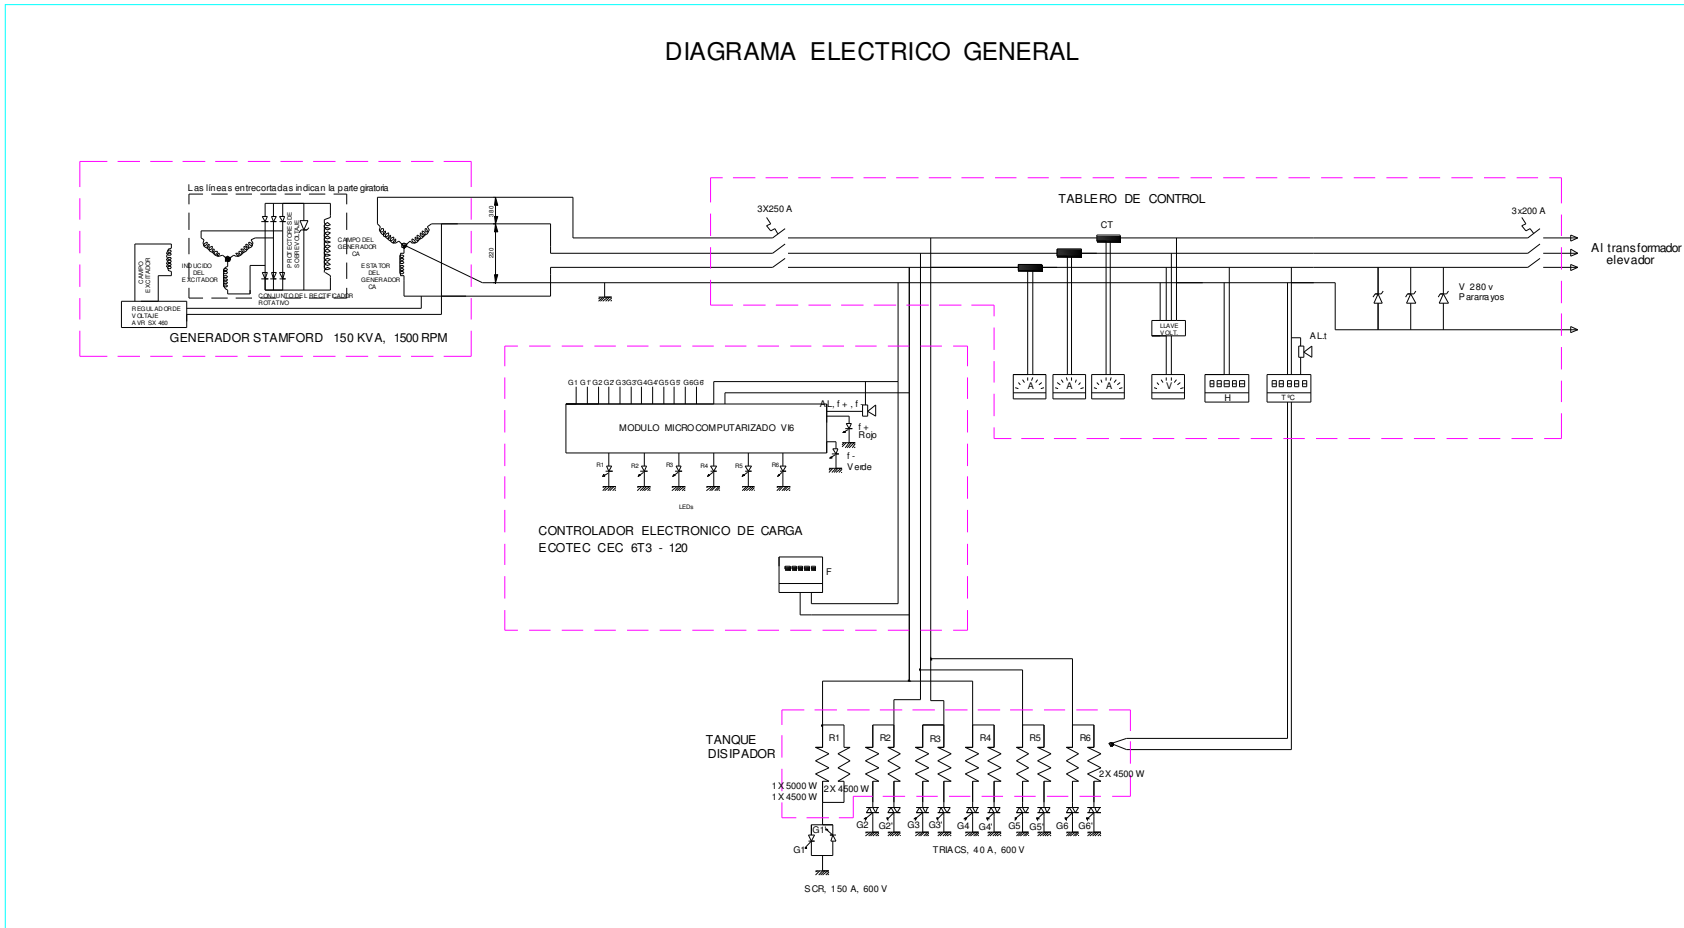 DIAGRAMA ELECTRICO GENERAL
Las líneas entrecortadas indican la parte giratoria
CAMPO
EXCITADOR
INDUCIDO
DEL
EXCITADOR
PROTECTORES DE
SOBREVOLTAJE
CAMPO DEL
GENERADOR
CA
ESTATOR
DEL
GENERADOR
CA
CONJUNTO DEL RECTIFICADOR
ROTATIVO
REGULADOR DE
VOLTAJE
AVR SX 460
GENERADOR STAMFORD 150 KVA, 1500 RPM
380
220
TABLERO DE CONTROL
3X250 A
CT
3x200 A
Al transformador
elevador
V 280 v
Pararrayos
LLAVE
VOLT.
AL.t
A
A
A
V
H
T°C
G1 G1' G2 G2' G3 G3' G4 G4' G5 G5' G6 G6'
AL, f + , f -
MODULO MICROCOMPUTARIZADO VI6
f +
Rojo
f -
Verde
R1
R2
R3
R4
R5
R6
LEDs
CONTROLADOR ELECTRONICO DE CARGA
ECOTEC CEC 6T3 - 120
F
TANQUE
DISIPADOR
R1
R2
R3
R4
R5
R6
1 X 5000 W
1X 4500 W
2X 4500 W
2X 4500 W
G1'
G1
G2
G2'
G3
G3'
G4
G4'
G5
G5'
G6
G6'
TRIACS, 40 A, 600 V
SCR, 150 A, 600 V